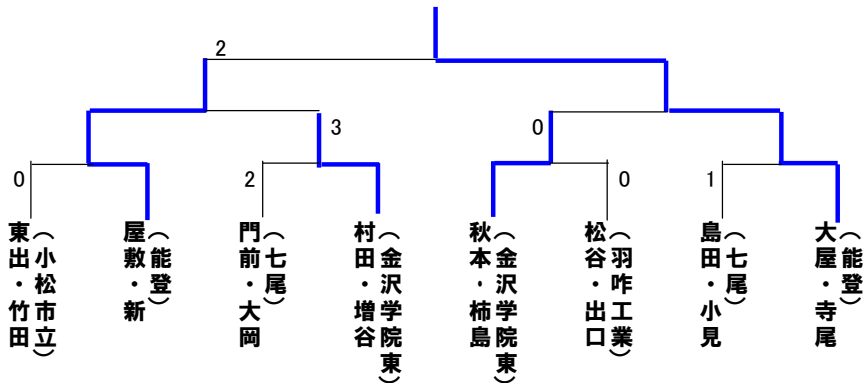 2
3
0
0
2
0
1
東出・竹田
（小松市立）
屋敷・新
（能登）
門前・大岡
（七尾）
村田・増谷
（金沢学院東）
秋本・柿島
（金沢学院東）
松谷・出口
（羽咋工業）
島田・小見
（七尾）
大屋・寺尾
（能登）